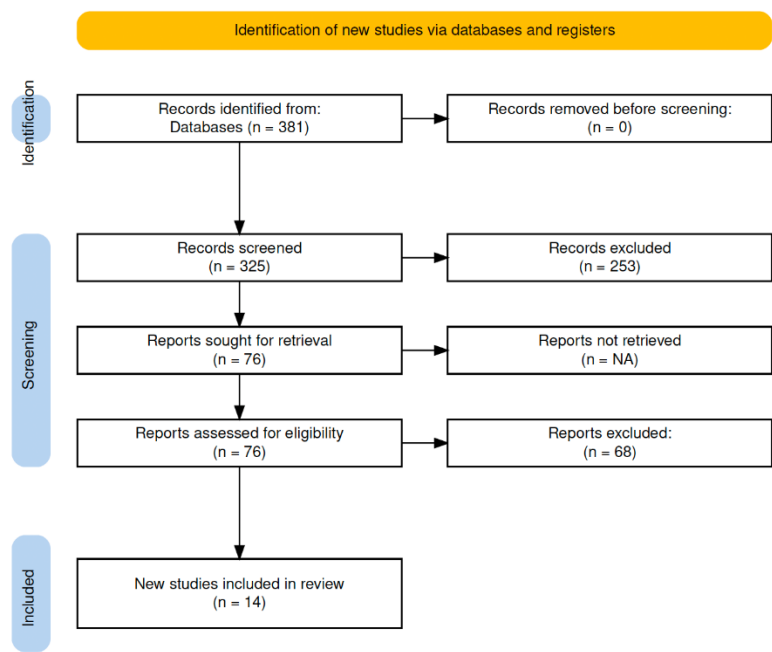 Identification of new studies via databases and registers
Identification
Records identified from:
Databases (n = 381)
Records removed before screening:
(n = 0)
Screening
Records screened
(n = 325)
Records excluded
(n = 253)
Reports sought for retrieval
(n = 76)
Reports not retrieved
(n = NA)
Reports assessed for eligibility
(n = 76)
Reports excluded:
(n = 68)
Included
New studies included in review
(n = 14)